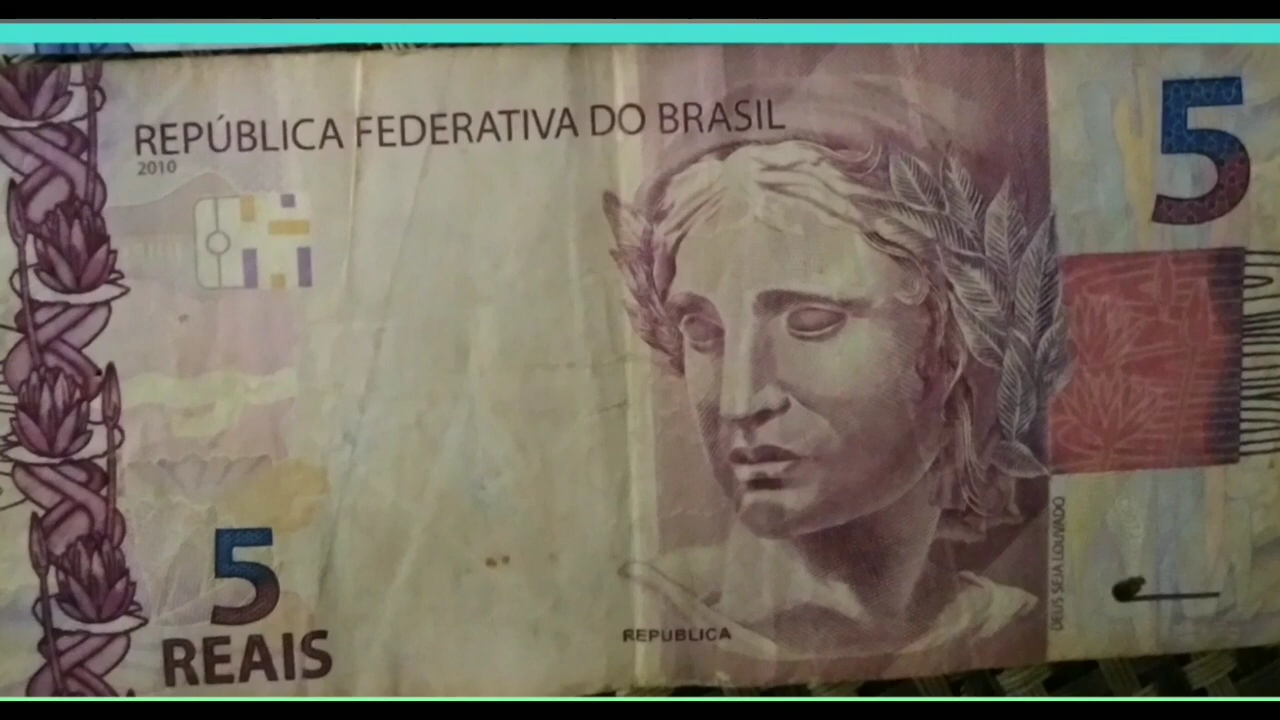 REPÚBLICA FEDERATIVA DO BRASIL
2010
5
5
REAIS
REPUBLICA
DEUS SEJA LOUVADO